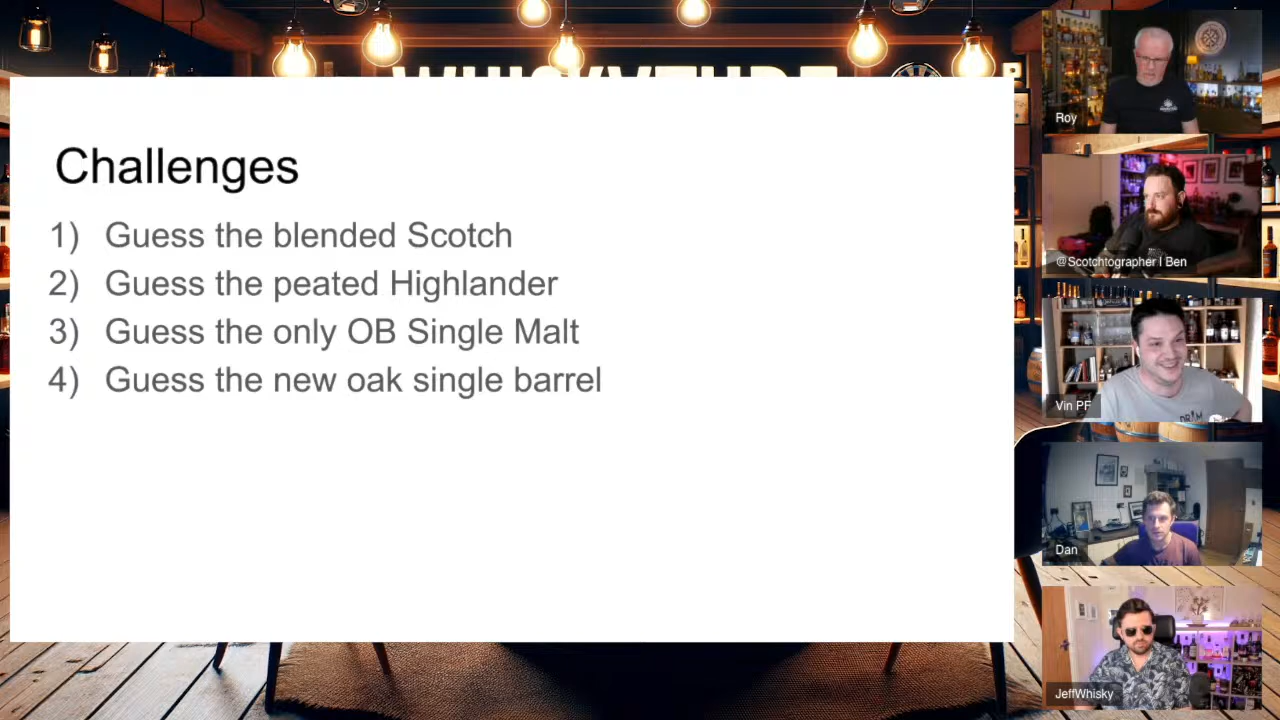 Challenges
1) Guess the blended Scotch
2) Guess the peated Highlander
3) Guess the only OB Single Malt
4) Guess the new oak single barrel
Roy
@Scotchtographer | Ben
Vin PF
Dan
JeffWhisky